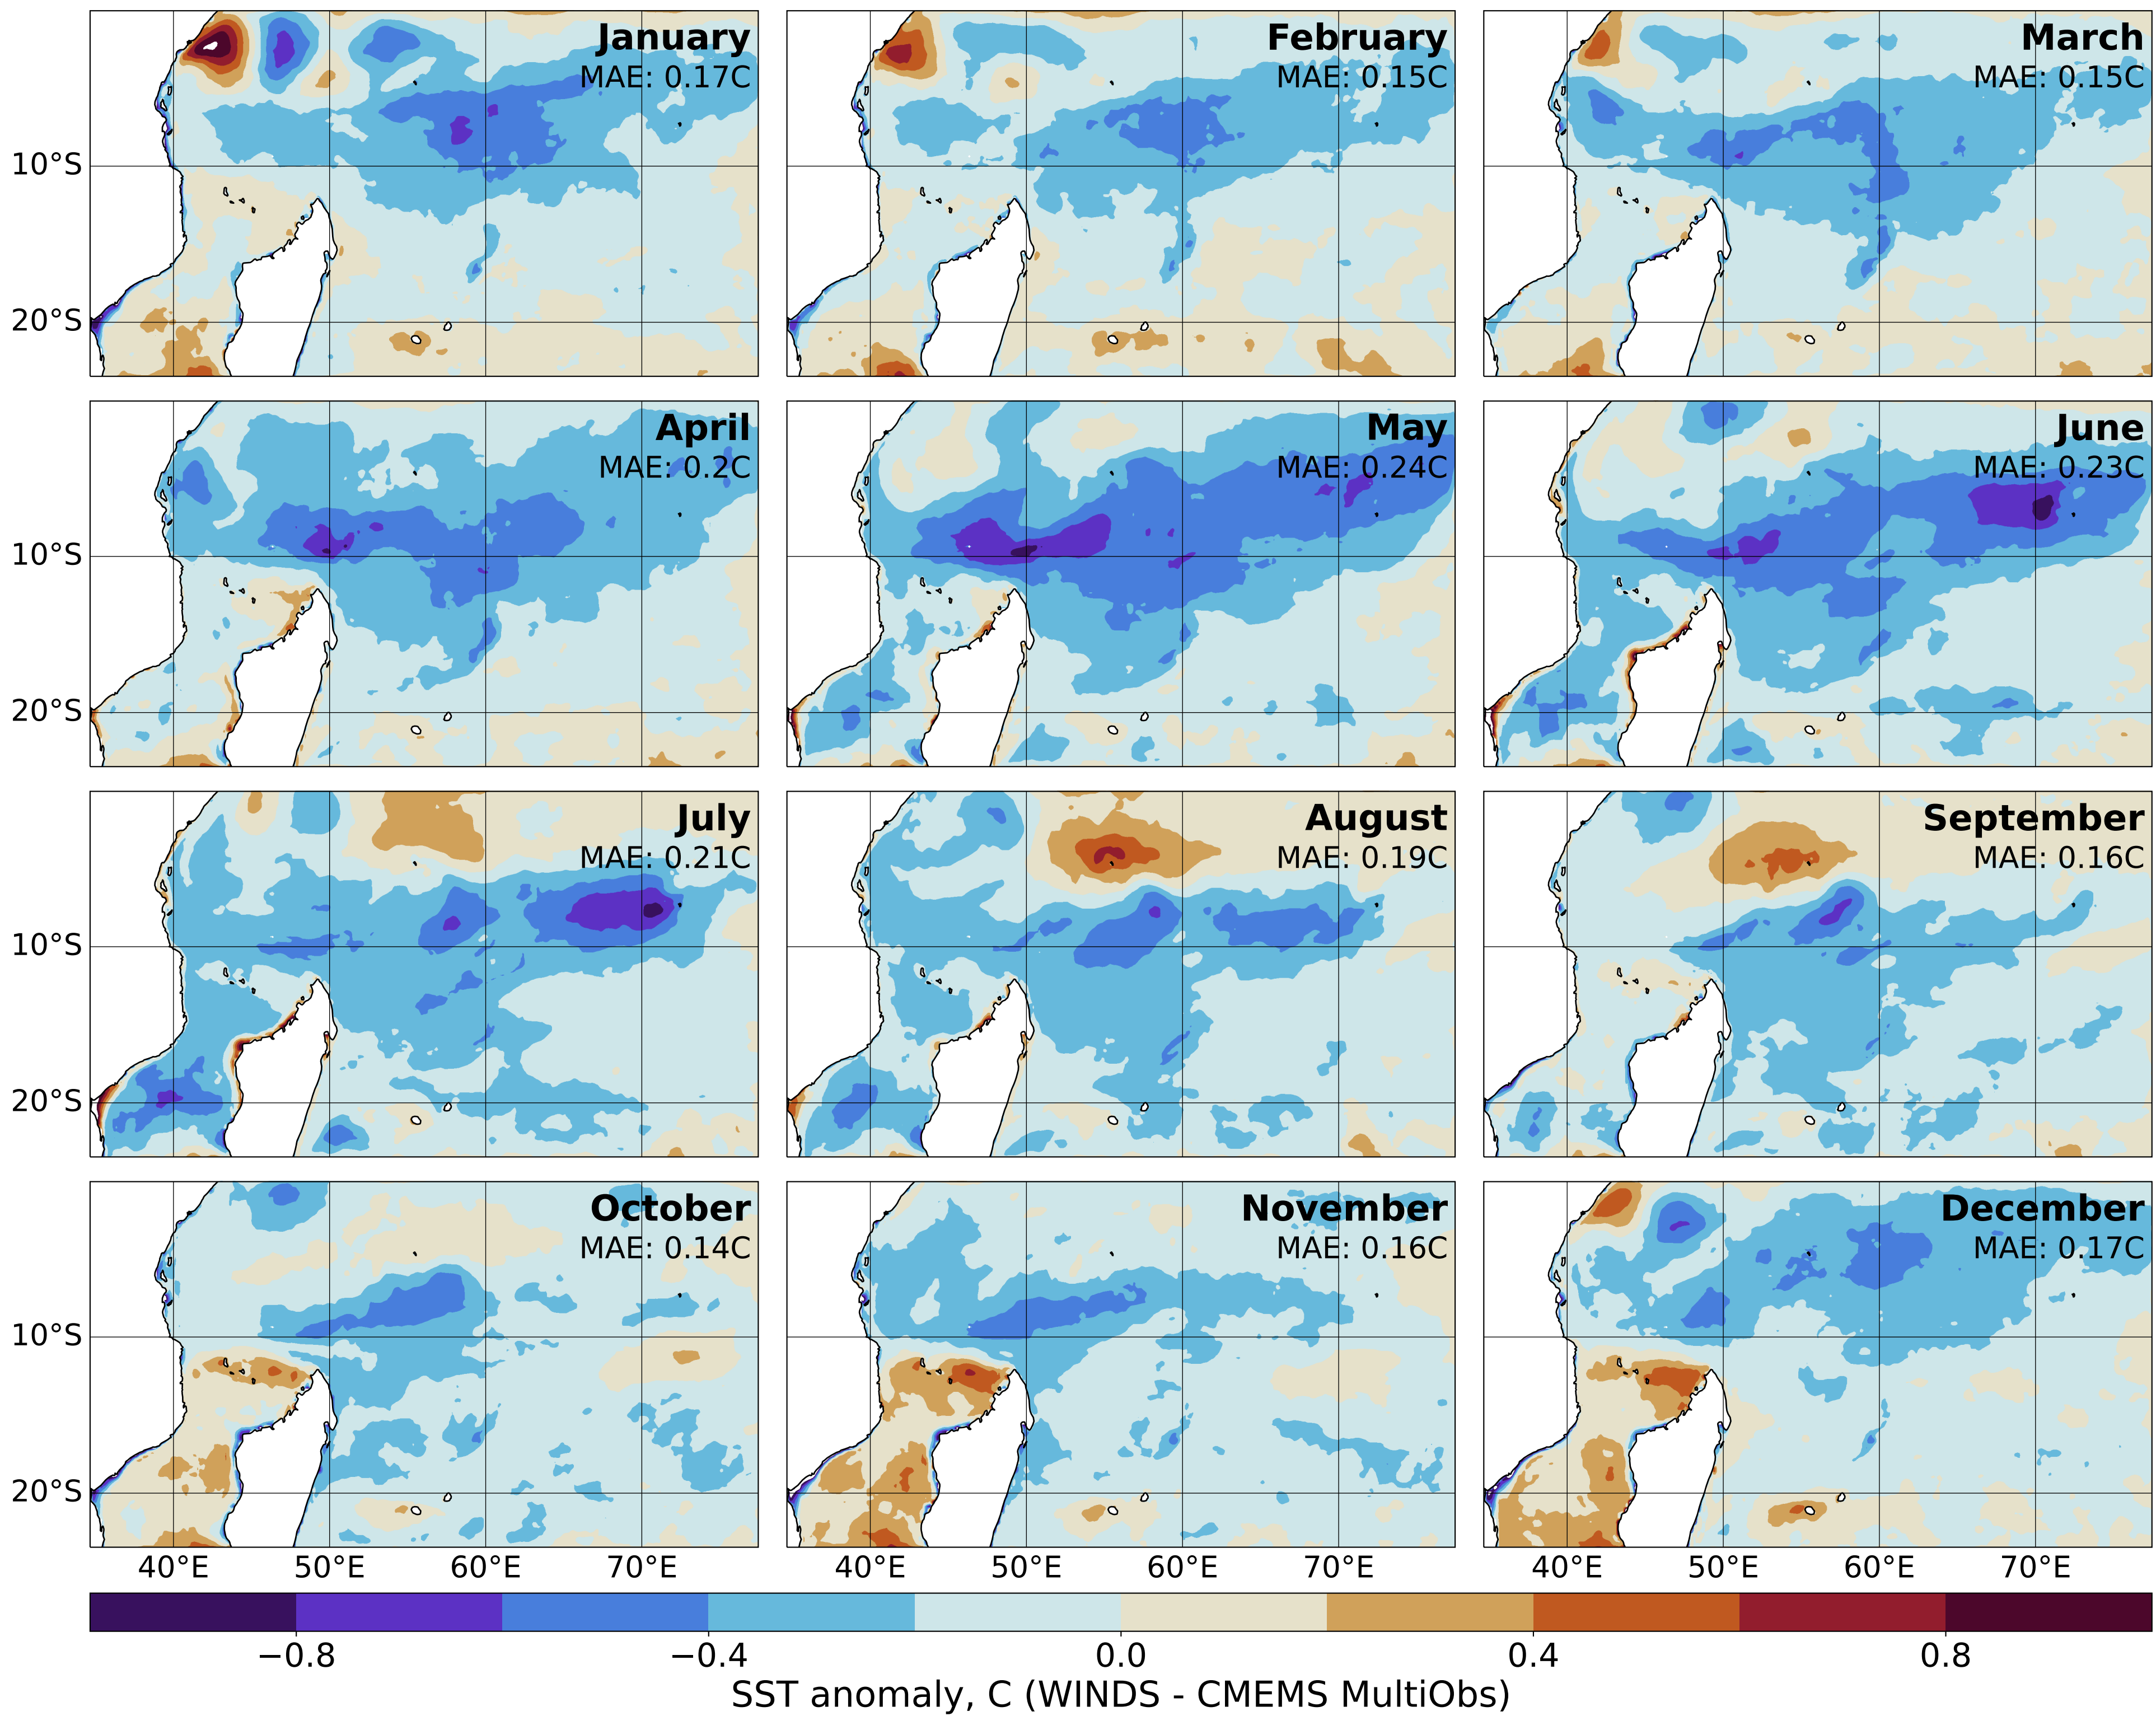 January
MAE: 0.17C
February
MAE: 0.15C
March
MAE: 0.15C
10°S
20°S
April
MAE: 0.2C
May
MAE: 0.24C
June
MAE: 0.23C
10°S
20°S
July
MAE: 0.21C
August
MAE: 0.19C
September
MAE: 0.16C
10°S
20°S
October
MAE: 0.14C
November
MAE: 0.16C
December
MAE: 0.17C
10°S
20°S
40°E 50°E 60°E 70°E 40°E 50°E 60°E 70°E 40°E 50°E 60°E 70°E
−0.8 −0.4 0.0 0.4 0.8
SST anomaly, C (WINDS - CMEMS MultiObs)